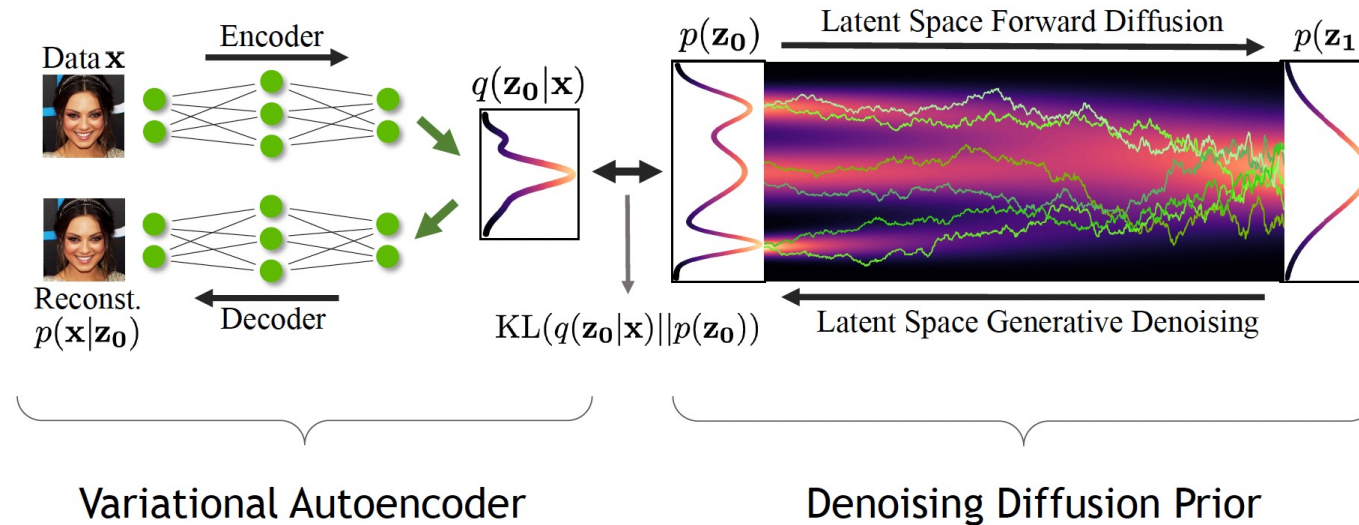 Data x
Encoder
q(z₀|x)
Reconst.
p(x|z₀)
Decoder
KL(q(z₀|x)||p(z₀))
p(z₀)
Latent Space Forward Diffusion
p(z₁
Latent Space Generative Denoising
Variational Autoencoder
Denoising Diffusion Prior